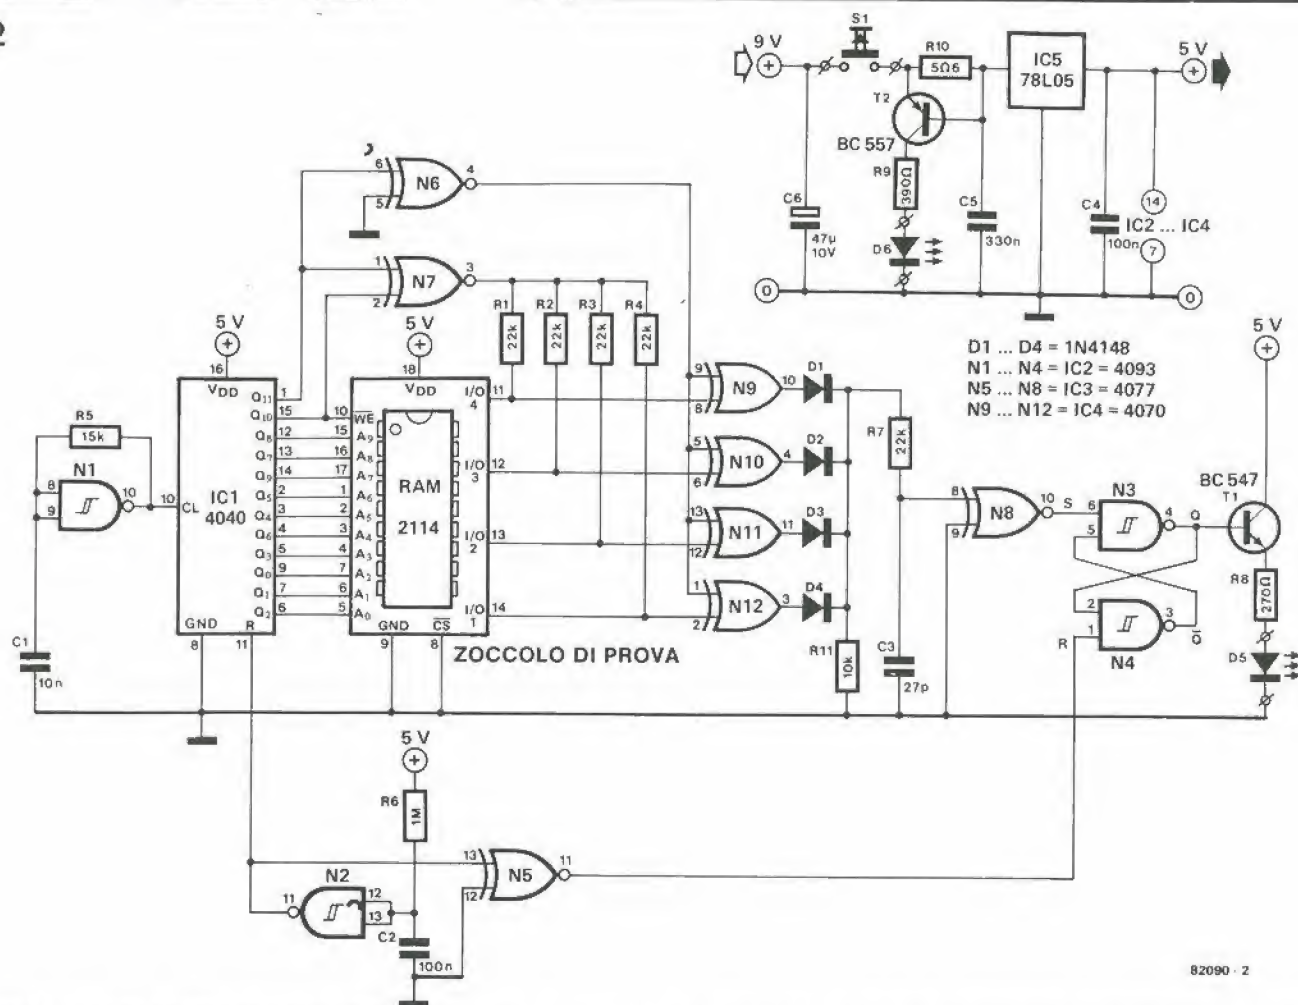 2
9 V
S1
R10
5Ω6
IC5
78L05
5 V
T2
BC 557
R9
390Ω
C6
47µ
10V
D6
C5
330n
C4
100n
14
IC2 ... IC4
7
0
0
D1 ... D4 = 1N4148
N1 ... N4 = IC2 = 4093
N5 ... N8 = IC3 = 4077
N9 ... N12 = IC4 = 4070
6
5
N6
4
1
2
N7
3
R1
R2
R3
R4
22k
22k
22k
22k
5 V
16
VDD
5 V
18
VDD
Q11
1
Q10
15
10
WE
Q8
12
15
A9
Q7
13
16
A8
Q9
14
17
A7
Q5
2
1
A6
Q4
3
2
A5
Q6
4
3
A4
Q3
5
4
A3
Q0
9
7
A2
Q1
7
6
A1
Q2
6
5
A0
I/O
4
11
I/O
3
12
I/O
2
13
I/O
1
14
RAM
2114
IC1
4040
R5
15k
N1
8
9
10
10
CL
GND
8
R
11
GND
9
CS
8
ZOCCOLO DI PROVA
C1
10n
9
8
N9
10
D1
5
6
N10
4
D2
13
12
N11
11
D3
1
2
N12
3
D4
R7
22k
R11
10k
C3
27p
8
9
N8
10
S
6
5
N3
4
Q
2
1
R
N4
3
Q
5 V
BC 547
T1
R8
270Ω
D5
5 V
R6
1M
N2
11
12
13
C2
100n
13
12
N5
11
82090 - 2